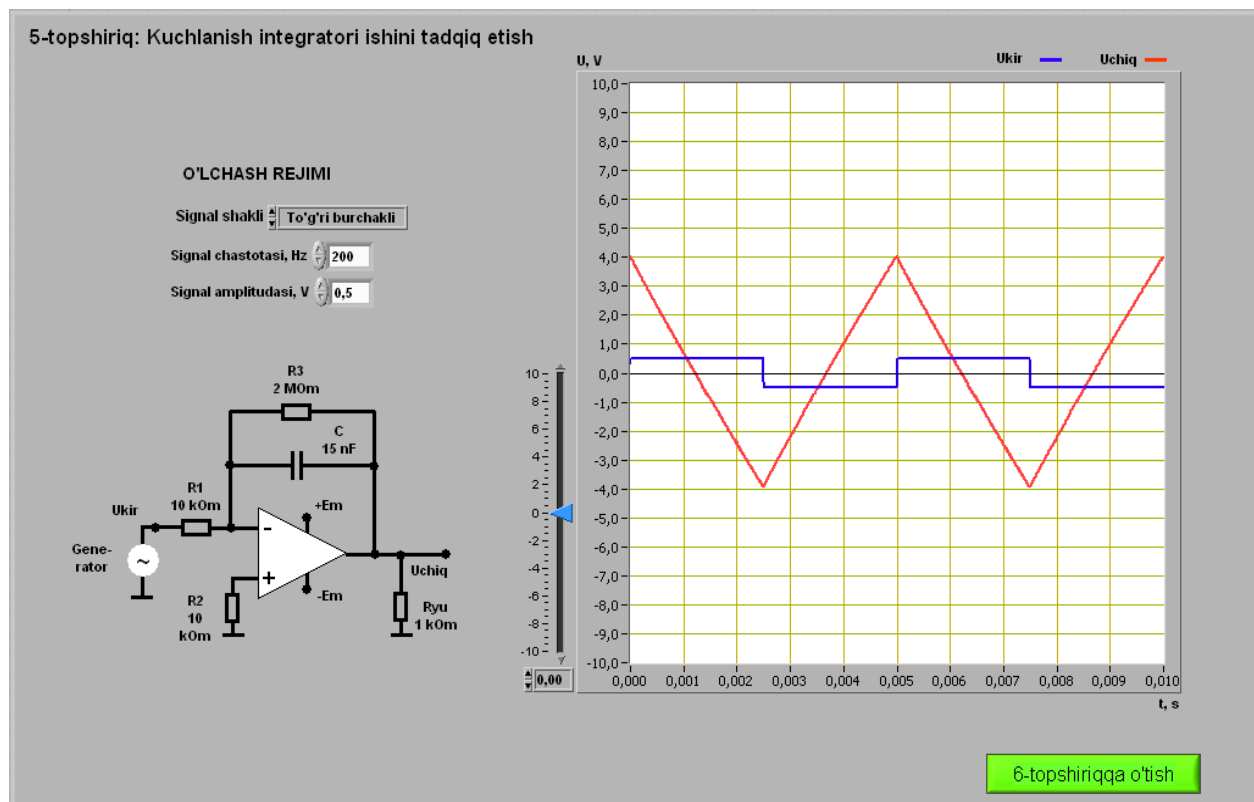 5-topshiriq: Kuchlanish integratori ishini tadqiq etish
U, V
Ukir
Uchiq
O'LCHASH REJIMI
Signal shakli
To'g'ri burchakli
Signal chastotasi, Hz
200
Signal amplitudasi, V
0,5
R3
2 MOm
C
15 nF
R1
10 kOm
Ukir
+Em
-
Gene-
rator
~
+
Uchiq
-Em
R2
10
kOm
Ryu
1 kOm
10
8
6
4
2
0
-2
-4
-6
-8
-10
0,00
10,0
9,0
8,0
7,0
6,0
5,0
4,0
3,0
2,0
1,0
0,0
-1,0
-2,0
-3,0
-4,0
-5,0
-6,0
-7,0
-8,0
-9,0
-10,0
0,000 0,001 0,002 0,003 0,004 0,005 0,006 0,007 0,008 0,009 0,010
t, s
6-topshiriqqa o'tish